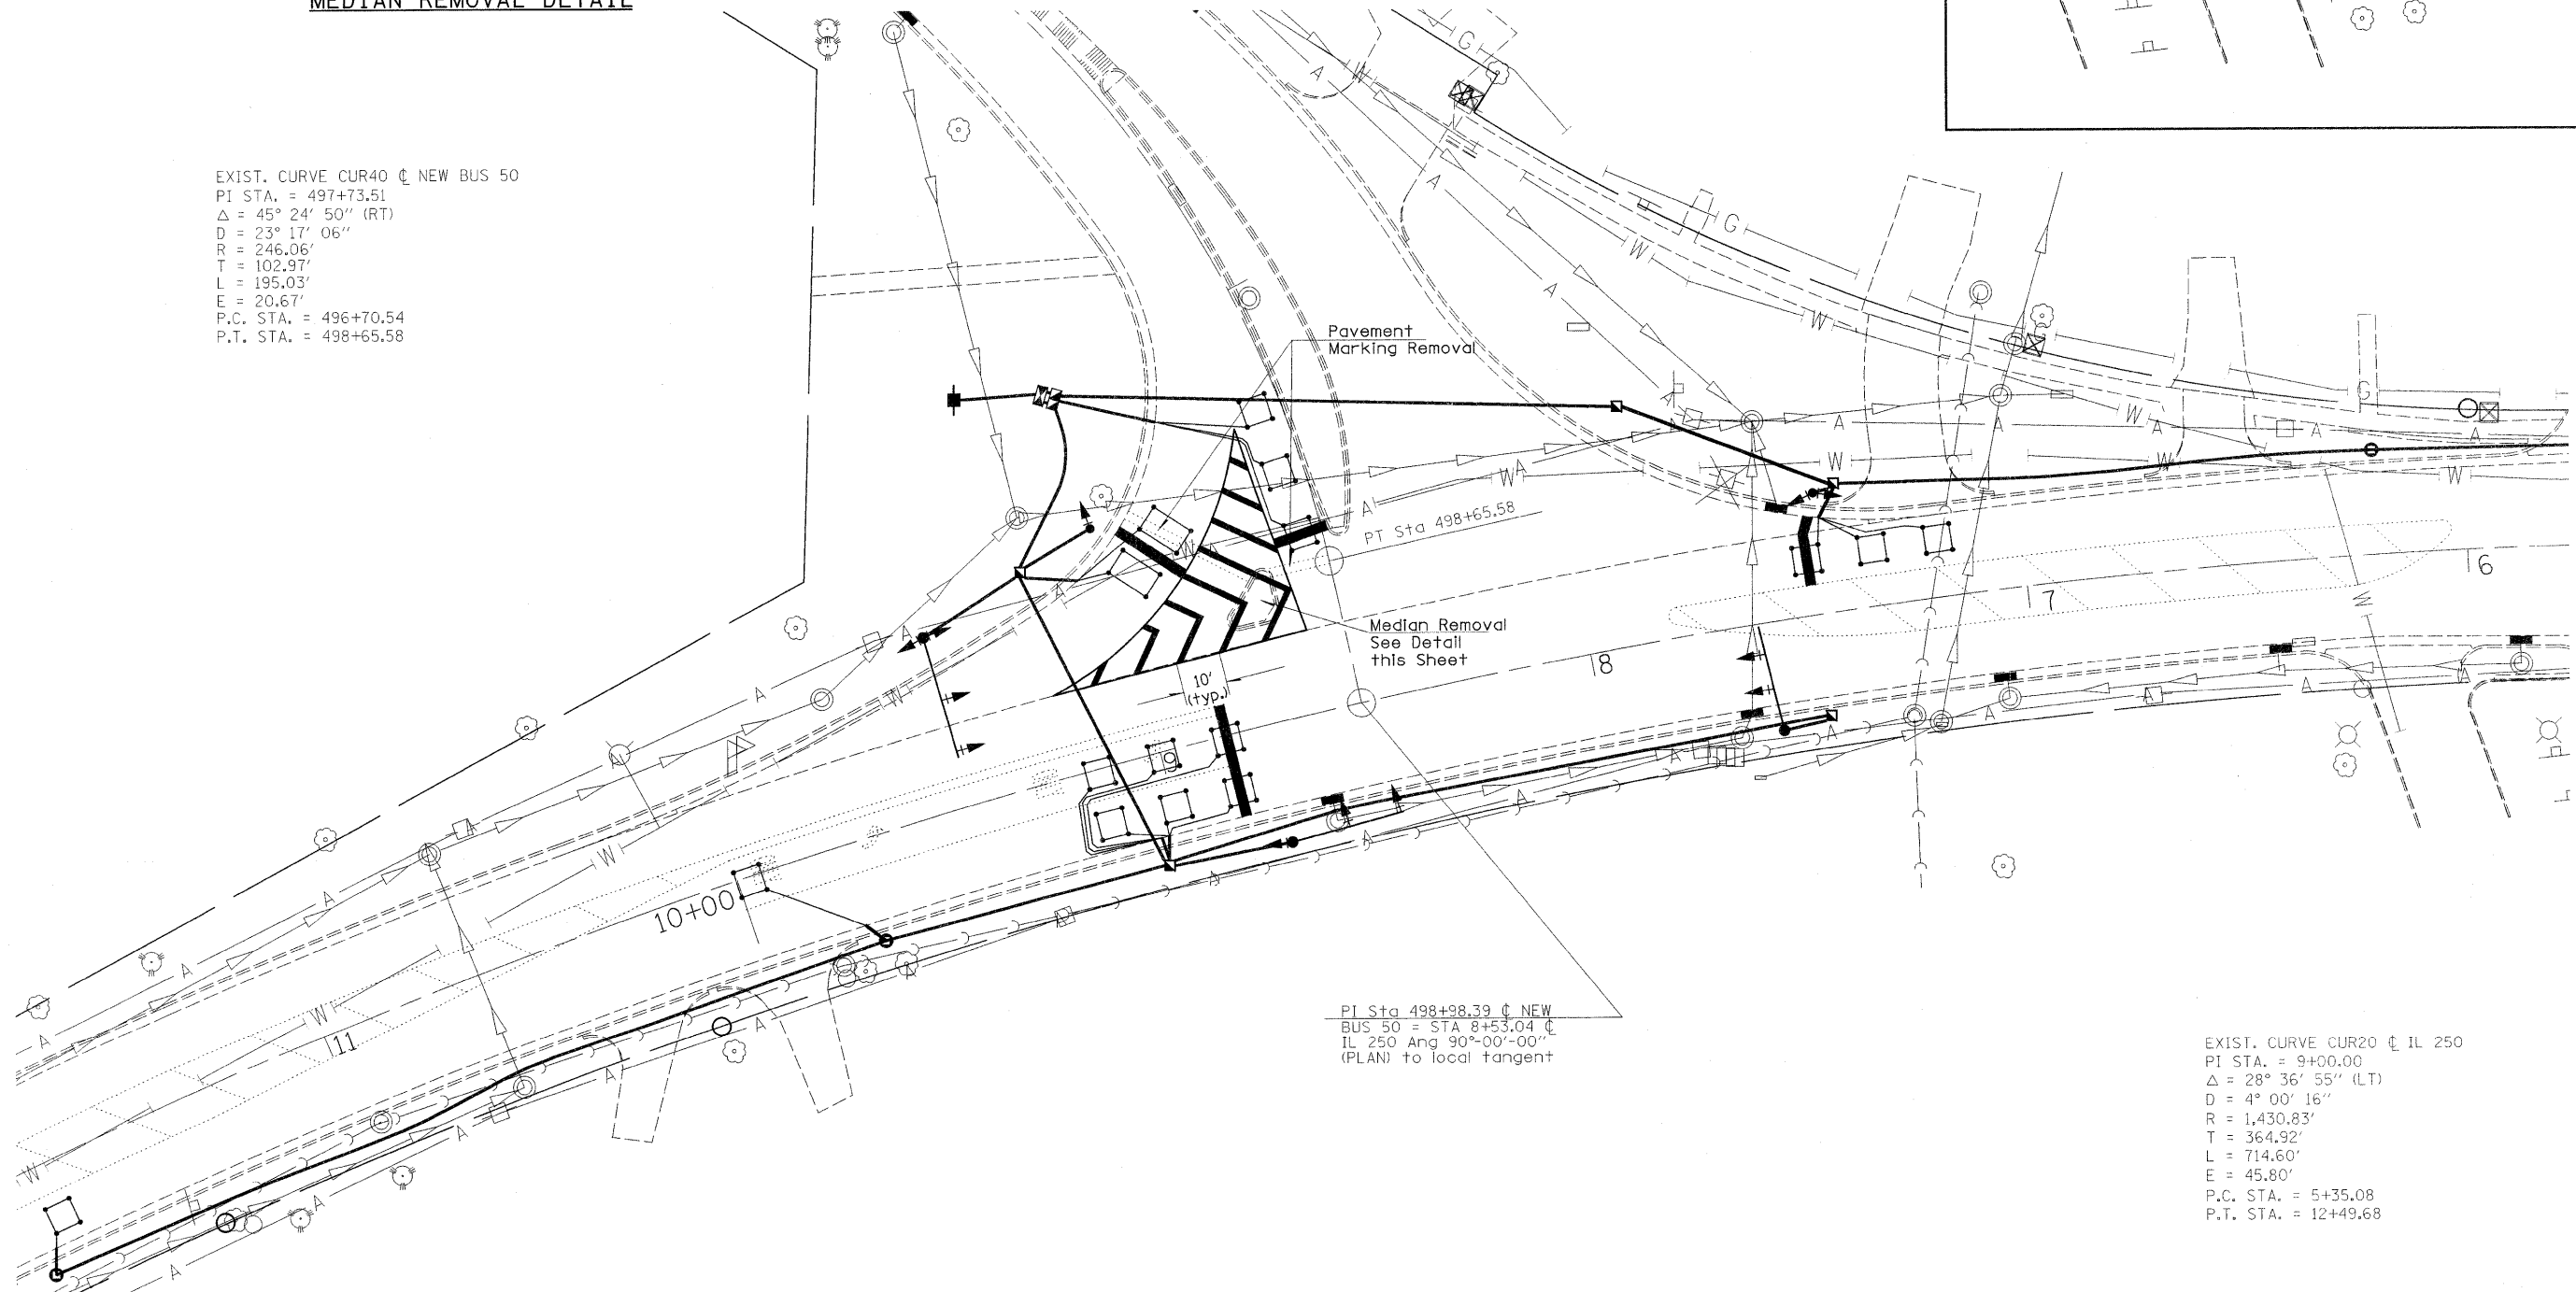 MEDIAN REMOVAL DETAIL
EXIST. CURVE CUR40 ℄ NEW BUS 50
PI STA. = 497+73.51
Δ = 45° 24' 50'' (RT)
D = 23° 17' 06''
R = 246.06'
T = 102.97'
L = 195.03'
E = 20.67'
P.C. STA. = 496+70.54
P.T. STA. = 498+65.58
Pavement
Marking Removal
PT Sta 498+65.58
Median Removal
See Detail
this Sheet
10'
(typ.)
6
7
8
9
10+00
11
PI Sta 498+98.39 ℄ NEW
BUS 50 = STA 8+53.04 ℄
IL 250 Ang 90°-00'-00''
(PLAN) to local tangent
EXIST. CURVE CUR20 ℄ IL 250
PI STA. = 9+00.00
Δ = 28° 36' 55'' (LT)
D = 4° 00' 16''
R = 1,430.83'
T = 364.92'
L = 714.60'
E = 45.80'
P.C. STA. = 5+35.08
P.T. STA. = 12+49.68